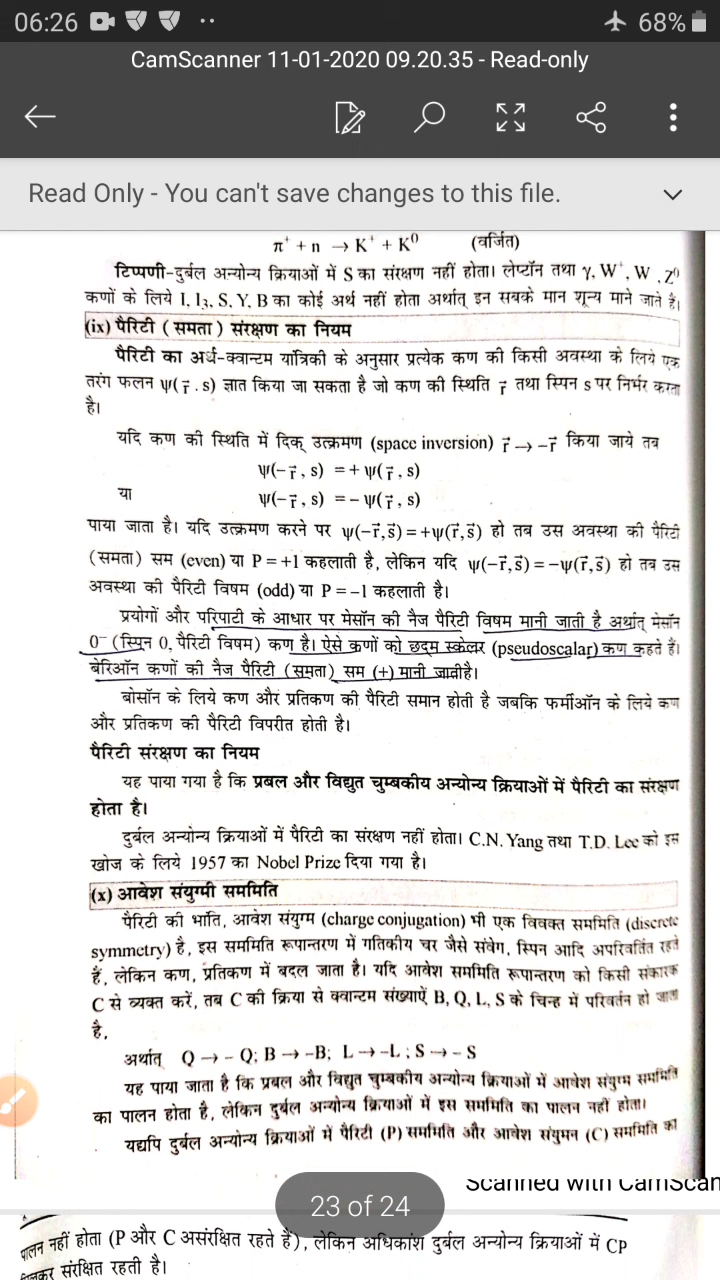 06:26
68%
CamScanner 11-01-2020 09.20.35 - Read-only
Read Only - You can't save changes to this file.
π⁺ + n → K⁺ + K⁰ (वर्जित)
टिप्पणी-दुर्बल अन्योन्य क्रियाओं में S का संरक्षण नहीं होता। लेप्टॉन तथा γ, W⁺, W , Z⁰
कणों के लिये I, I₃, S, Y, B का कोई अर्थ नहीं होता अर्थात् इन सबके मान शून्य माने जाते है।
(ix) पैरिटी ( समता ) संरक्षण का नियम
पैरिटी का अर्थ-क्वान्टम यांत्रिकी के अनुसार प्रत्येक कण की किसी अवस्था के लिये एक
तरंग फलन ψ(r⃗ . s) ज्ञात किया जा सकता है जो कण की स्थिति r⃗ तथा स्पिन s पर निर्भर करता
है।
यदि कण की स्थिति में दिक् उत्क्रमण (space inversion) r⃗ → −r⃗ किया जाये तब
ψ(−r⃗ , s) = + ψ(r⃗ , s)
या ψ(−r⃗ , s) = − ψ(r⃗ , s)
पाया जाता है। यदि उत्क्रमण करने पर ψ(−r⃗,s⃗) = +ψ(r⃗,s⃗) हो तब उस अवस्था की पैरिटी
(समता) सम (even) या P = +1 कहलाती है, लेकिन यदि ψ(−r⃗,s⃗) = −ψ(r⃗,s⃗) हो तब उस
अवस्था की पैरिटी विषम (odd) या P = −1 कहलाती है।
प्रयोगों और परिपाटी के आधार पर मेसॉन की नैज पैरिटी विषम मानी जाती है अर्थात् मेसॉन
0⁻ (स्पिन 0, पैरिटी विषम) कण है। ऐसे कणों को छद्म स्केलर (pseudoscalar) कण कहते हैं।
बेरिऑन कणों की नैज पैरिटी (समता) सम (+) मानी जातीहै।
बोसॉन के लिये कण और प्रतिकण की पैरिटी समान होती है जबकि फर्मीऑन के लिये कण
और प्रतिकण की पैरिटी विपरीत होती है।
पैरिटी संरक्षण का नियम
यह पाया गया है कि प्रबल और विद्युत चुम्बकीय अन्योन्य क्रियाओं में पैरिटी का संरक्षण
होता है।
दुर्बल अन्योन्य क्रियाओं में पैरिटी का संरक्षण नहीं होता। C.N. Yang तथा T.D. Lee को इस
खोज के लिये 1957 का Nobel Prize दिया गया है।
(x) आवेश संयुग्मी सममिति
पैरिटी की भांति, आवेश संयुग्म (charge conjugation) भी एक विवक्त सममिति (discrete
symmetry) है, इस सममिति रूपान्तरण में गतिकीय चर जैसे संवेग, स्पिन आदि अपरिवर्तित रहते
हैं, लेकिन कण, प्रतिकण में बदल जाता है। यदि आवेश सममिति रूपान्तरण को किसी संकारक
C से व्यक्त करें, तब C की क्रिया से क्वान्टम संख्याऐं B, Q, L, S के चिन्ह में परिवर्तन हो जाता
है,
अर्थात् Q → − Q; B → −B; L → −L ; S → − S
यह पाया जाता है कि प्रबल और विद्युत चुम्बकीय अन्योन्य क्रियाओं में आवेश संयुग्म सममिति
का पालन होता है, लेकिन दुर्बल अन्योन्य क्रियाओं में इस सममिति का पालन नहीं होता।
यद्यपि दुर्बल अन्योन्य क्रियाओं में पैरिटी (P) सममिति और आवेश संयुग्मन (C) सममिति का
Scanned with CamScan
23 of 24
पालन नहीं होता (P और C असंरक्षित रहते हैं), लेकिन अधिकांश दुर्बल अन्योन्य क्रियाओं में CP
संरक्षित रहती है।